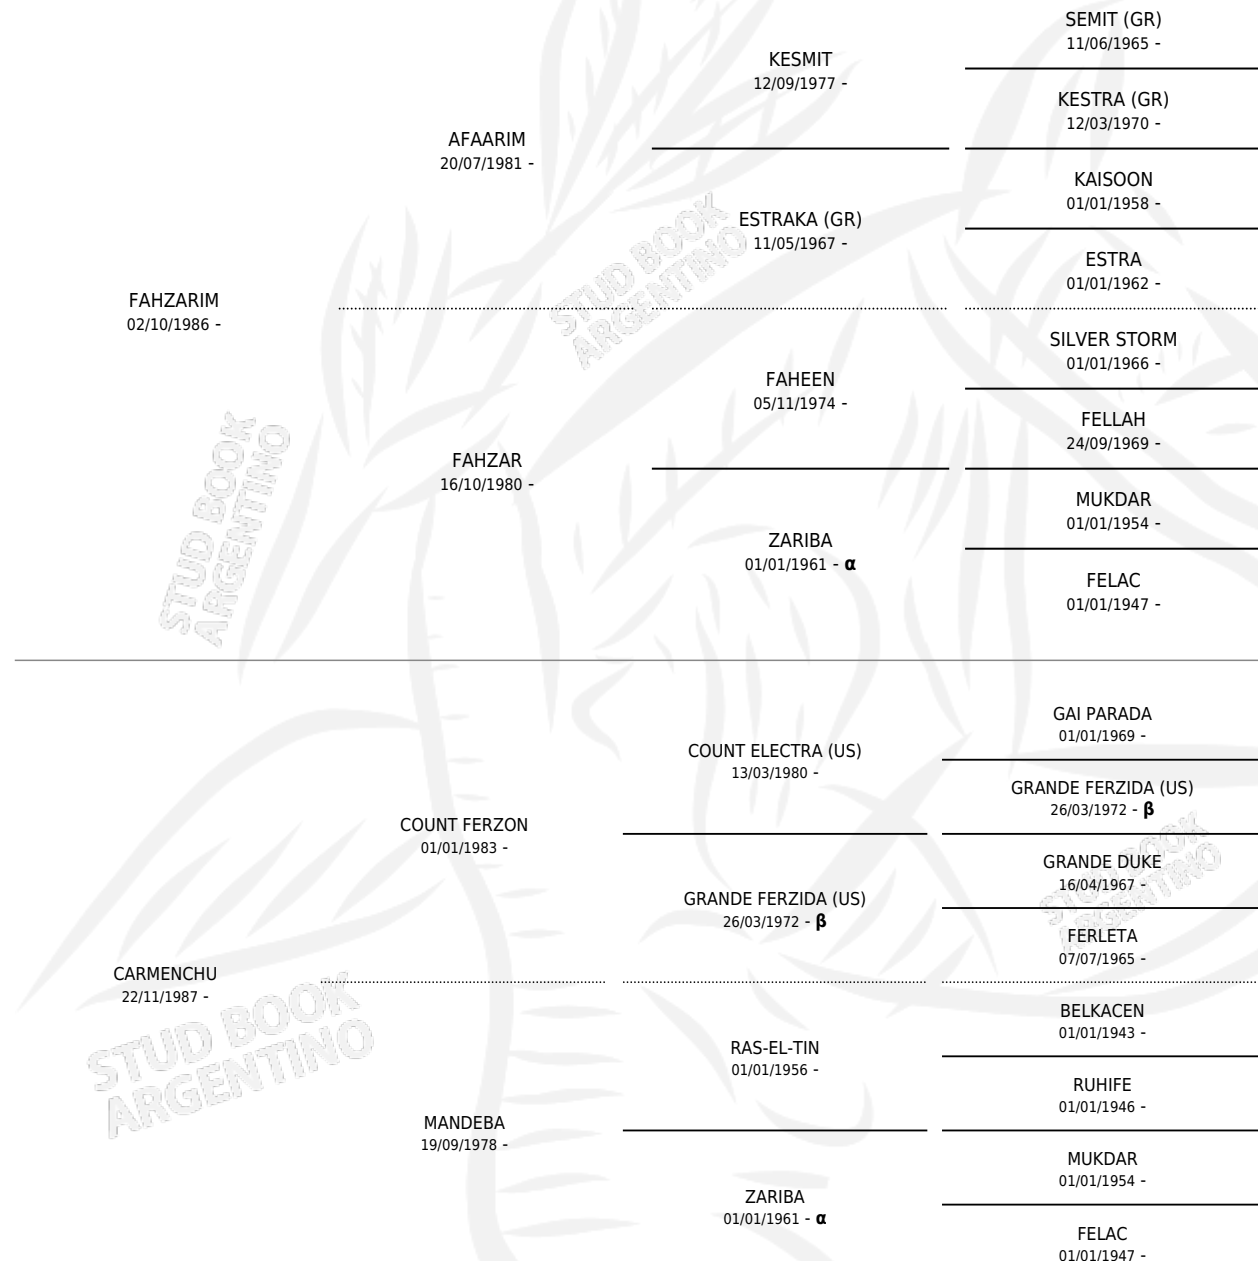 SEMIT (GR)
11/06/1965 -
KESMIT
12/09/1977 -
KESTRA (GR)
12/03/1970 -
AFAARIM
20/07/1981 -
KAISOON
01/01/1958 -
ESTRAKA (GR)
11/05/1967 -
ESTRA
01/01/1962 -
FAHZARIM
02/10/1986 -
SILVER STORM
01/01/1966 -
FAHEEN
05/11/1974 -
FELLAH
24/09/1969 -
FAHZAR
16/10/1980 -
MUKDAR
01/01/1954 -
ZARIBA
01/01/1961 - α
FELAC
01/01/1947 -
STUD BOOK
ARGENTINO
STUD BOOK
ARGENTINO
GAI PARADA
01/01/1969 -
COUNT ELECTRA (US)
13/03/1980 -
GRANDE FERZIDA (US)
26/03/1972 - β
COUNT FERZON
01/01/1983 -
GRANDE DUKE
16/04/1967 -
GRANDE FERZIDA (US)
26/03/1972 - β
FERLETA
07/07/1965 -
CARMENCHU
22/11/1987 -
BELKACEN
01/01/1943 -
RAS-EL-TIN
01/01/1956 -
RUHIFE
01/01/1946 -
MANDEBA
19/09/1978 -
MUKDAR
01/01/1954 -
ZARIBA
01/01/1961 - α
FELAC
01/01/1947 -
STUD BOOK
ARGENTINO
STUD BOOK
ARGENTINO